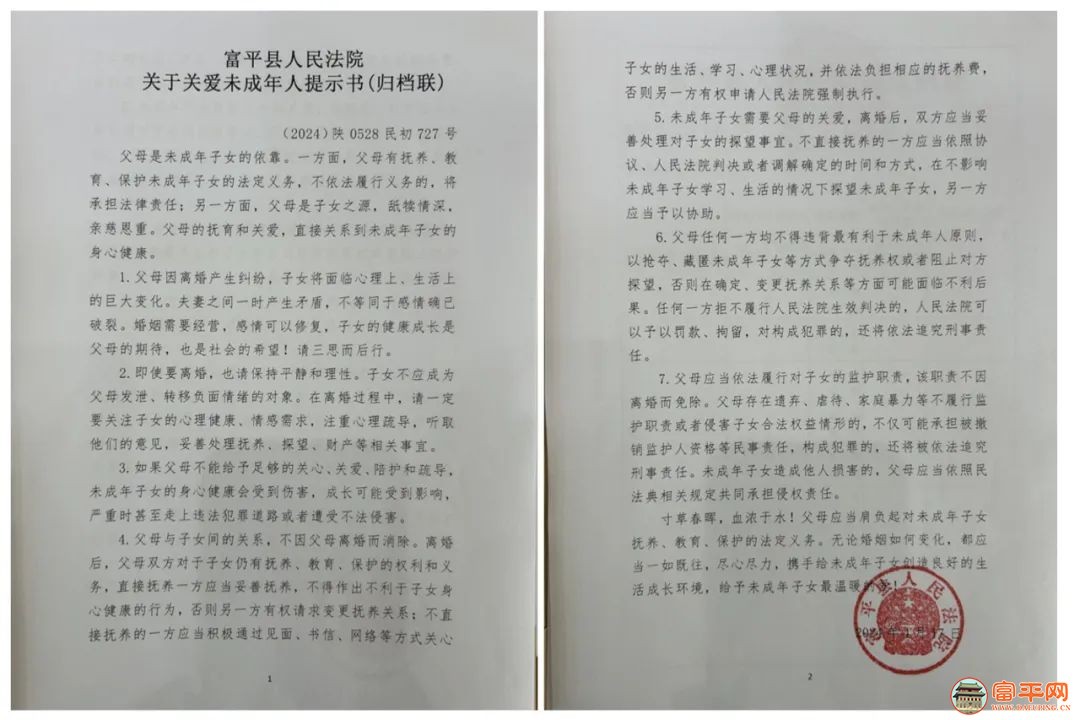 富平县人民法院
关于关爱未成年人提示书(归档联)
（2024）陕 0528 民初 727 号
父母是未成年子女的依靠。一方面，父母有抚养、教
育、保护未成年子女的法定义务，不依法履行义务的，将
承担法律责任；另一方面，父母是子女之源，舐犊情深，
亲慈恩重。父母的抚育和关爱，直接关系到未成年子女的
身心健康。
1.父母因离婚产生纠纷，子女将面临心理上、生活上
的巨大变化。夫妻之间一时产生矛盾，不等同于感情确已
破裂。婚姻需要经营，感情可以修复，子女的健康成长是
父母的期待，也是社会的希望！请三思而后行。
2.即使要离婚，也请保持平静和理性。子女不应成为
父母发泄、转移负面情绪的对象。在离婚过程中，请一定
要关注子女的心理健康、情感需求，注重心理疏导，听取
他们的意见，妥善处理抚养、探望、财产等相关事宜。
3.如果父母不能给予足够的关心、关爱、陪护和疏导，
未成年子女的身心健康会受到伤害，成长可能受到影响，
严重时甚至走上违法犯罪道路或者遭受不法侵害。
4.父母与子女间的关系，不因父母离婚而消除。离婚
后，父母双方对于子女仍有抚养、教育、保护的权利和义
务，直接抚养一方应当妥善抚养，不得作出不利于子女身
心健康的行为，否则另一方有权请求变更抚养关系；不直
接抚养的一方应当积极通过见面、书信、网络等方式关心
1
子女的生活、学习、心理状况，并依法负担相应的抚养费，
否则另一方有权申请人民法院强制执行。
5.未成年子女需要父母的关爱，离婚后，双方应当妥
善处理对子女的探望事宜。不直接抚养的一方应当依照协
议、人民法院判决或者调解确定的时间和方式，在不影响
未成年子女学习、生活的情况下探望未成年子女，另一方
应当予以协助。
6.父母任何一方均不得违背最有利于未成年人原则，
以抢夺、藏匿未成年子女等方式争夺抚养权或者阻止对方
探望，否则在确定、变更抚养关系等方面可能面临不利后
果。任何一方拒不履行人民法院生效判决的，人民法院可
以予以罚款、拘留，对构成犯罪的，还将依法追究刑事责
任。
7.父母应当依法履行对子女的监护职责，该职责不因
离婚而免除。父母存在遗弃、虐待、家庭暴力等不履行监
护职责或者侵害子女合法权益情形的，不仅可能承担被撤
销监护人资格等民事责任，构成犯罪的，还将被依法追究
刑事责任。未成年子女造成他人损害的，父母应当依照民
法典相关规定共同承担侵权责任。
寸草春晖，血浓于水！父母应当肩负起对未成年子女
抚养、教育、保护的法定义务。无论婚姻如何变化，都应
当一如既往，尽心尽力，携手给未成年子女创造良好的生
活成长环境，给予未成年子女最温暖的！
富平县人民法院
2024 年 1 月 17 日
2
富平网